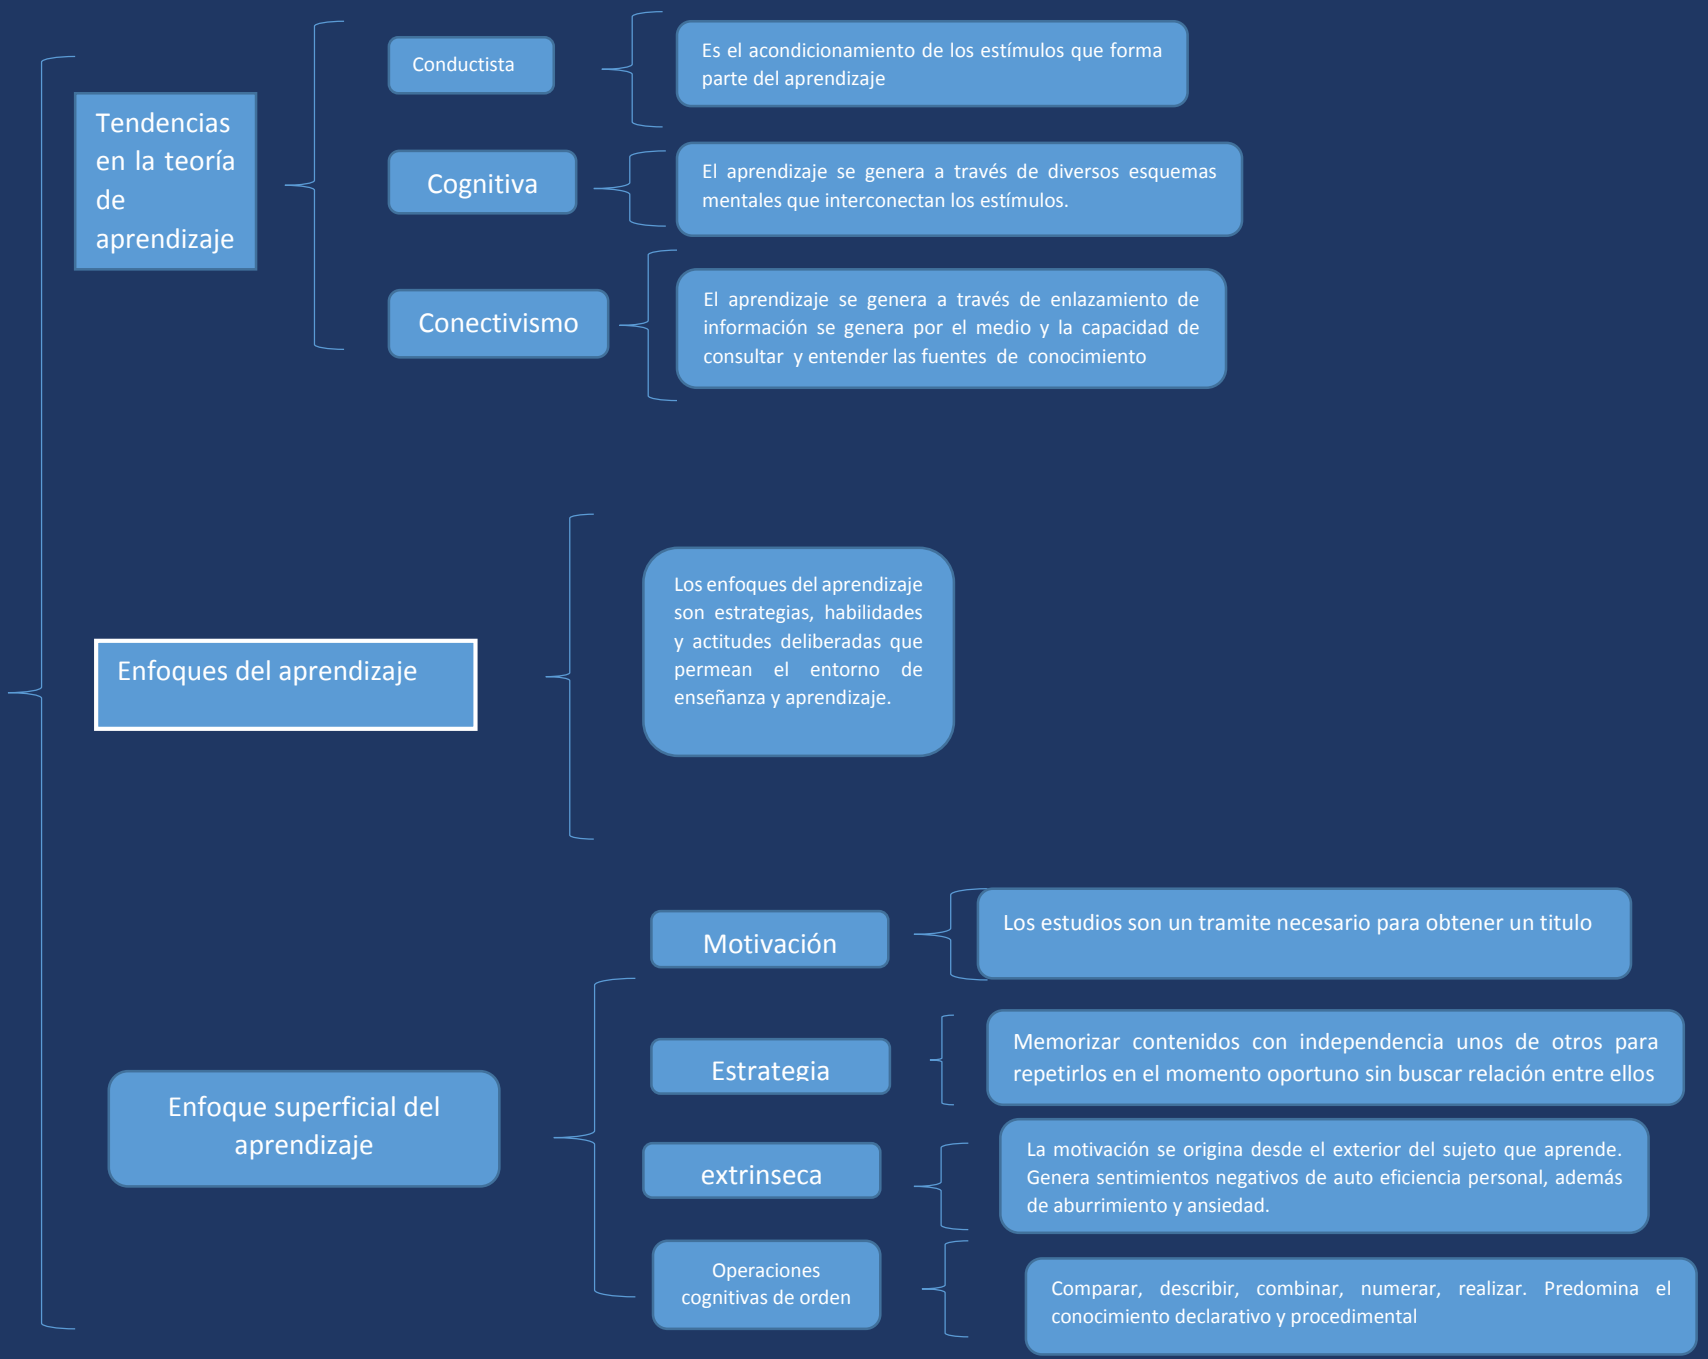 Tendencias
en la teoría
de
aprendizaje
Conductista
Es el acondicionamiento de los estímulos que forma
parte del aprendizaje
Cognitiva
El aprendizaje se genera a través de diversos esquemas
mentales que interconectan los estímulos.
Conectivismo
El aprendizaje se genera a través de enlazamiento de
información se genera por el medio y la capacidad de
consultar y entender las fuentes de conocimiento
Enfoques del aprendizaje
Los enfoques del aprendizaje
son estrategias, habilidades
y actitudes deliberadas que
permean el entorno de
enseñanza y aprendizaje.
Enfoque superficial del
aprendizaje
Motivación
Los estudios son un tramite necesario para obtener un titulo
Estrategia
Memorizar contenidos con independencia unos de otros para
repetirlos en el momento oportuno sin buscar relación entre ellos
extrinseca
La motivación se origina desde el exterior del sujeto que aprende.
Genera sentimientos negativos de auto eficiencia personal, además
de aburrimiento y ansiedad.
Operaciones
cognitivas de orden
Comparar, describir, combinar, numerar, realizar. Predomina el
conocimiento declarativo y procedimental